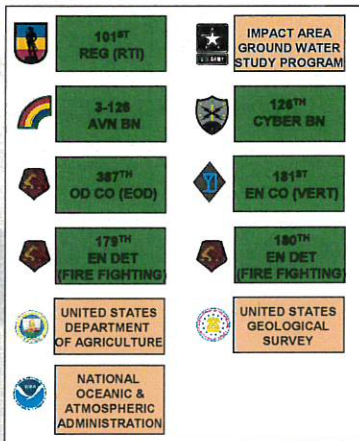 101ST
REG (RTI)
IMPACT AREA
GROUND WATER
STUDY PROGRAM
U.S. ARMY
3-126
AVN BN
126TH
CYBER BN
387TH
OD CO (EOD)
181ST
EN CO (VERT)
179TH
EN DET
(FIRE FIGHTING)
180TH
EN DET
(FIRE FIGHTING)
UNITED STATES
DEPARTMENT
OF AGRICULTURE
UNITED STATES
GEOLOGICAL
SURVEY
NATIONAL
OCEANIC &
ATMOSPHERIC
ADMINISTRATION